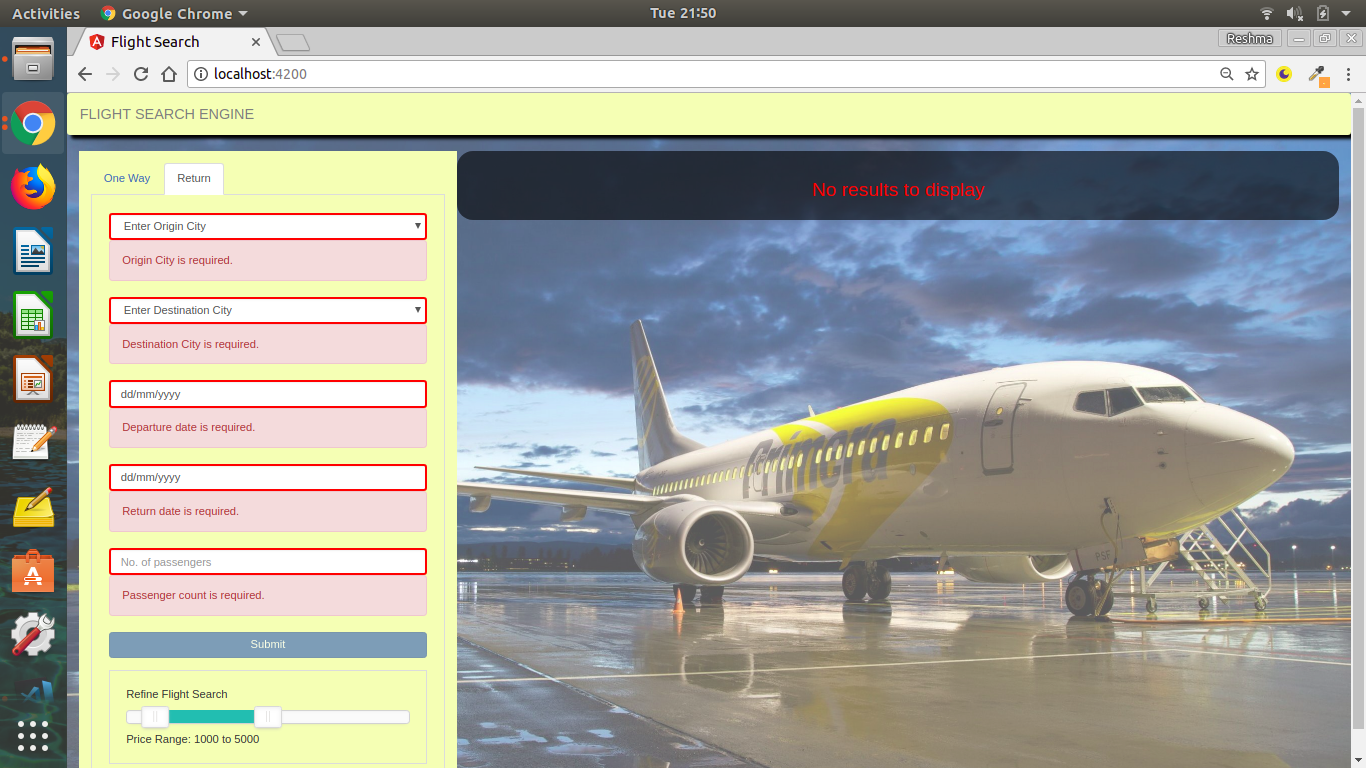 Activities
Google Chrome
Tue 21:50
Flight Search
Reshma
localhost:4200
FLIGHT SEARCH ENGINE
One Way
Return
No results to display
Enter Origin City
Origin City is required.
Enter Destination City
Destination City is required.
dd/mm/yyyy
Departure date is required.
dd/mm/yyyy
Return date is required.
No. of passengers
Passenger count is required.
Submit
Refine Flight Search
Price Range: 1000 to 5000
Primera